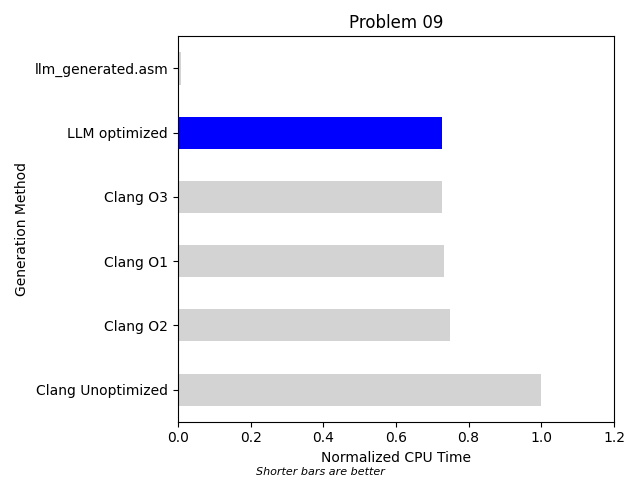 Problem 09
Generation Method
llm_generated.asm
LLM optimized
Clang O3
Clang O1
Clang O2
Clang Unoptimized
0.0 0.2 0.4 0.6 0.8 1.0 1.2
Normalized CPU Time
Shorter bars are better